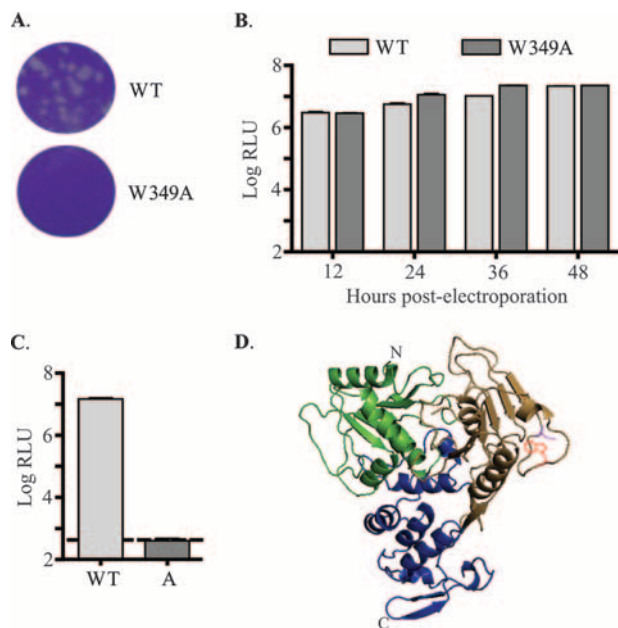 A.
WT
W349A
B.
WT
W349A
Log RLU
8
6
4
2
12
24
36
48
Hours post-electroporation
C.
Log RLU
8
6
4
2
WT
A
D.
N
C